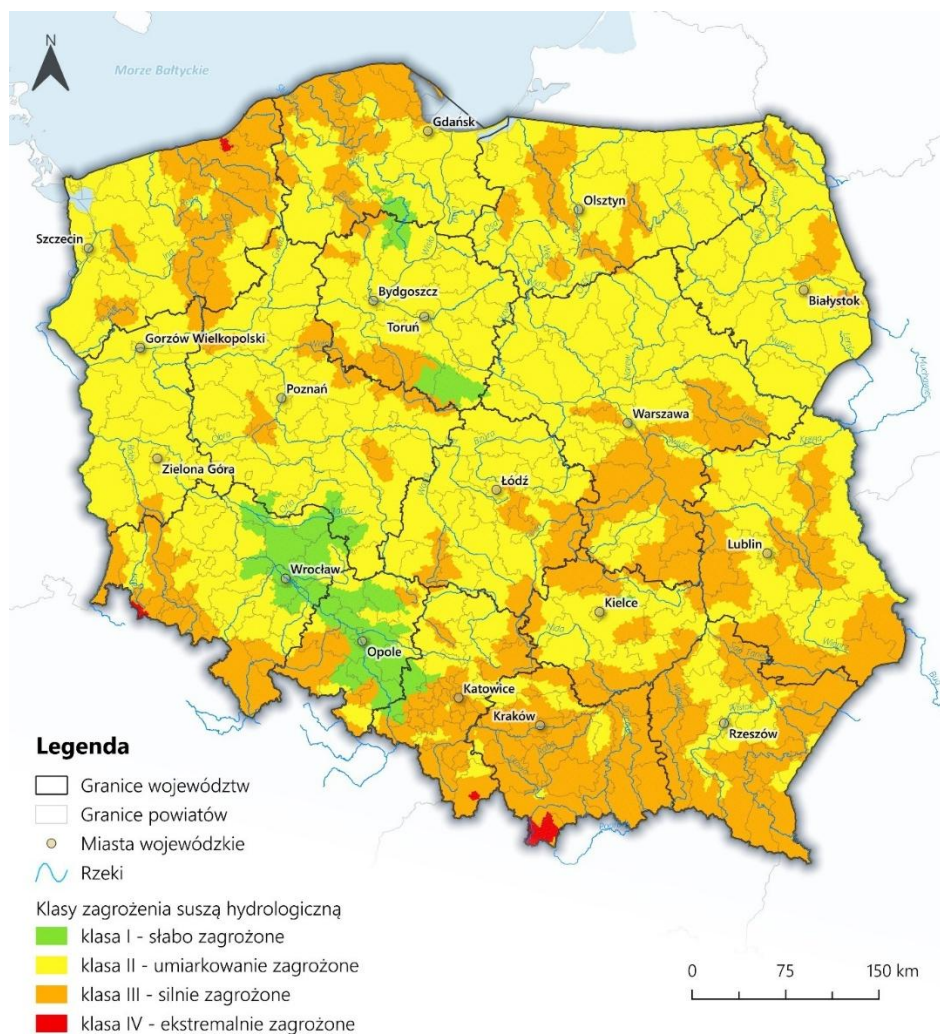 N
Morze Bałtyckie
Gdańsk
Olsztyn
Szczecin
Białystok
Bydgoszcz
Toruń
Gorzów Wielkopolski
Poznań
Warszawa
Zielona Góra
Łódź
Lublin
Wrocław
Kielce
Opole
Katowice
Kraków
Rzeszów
Legenda
Granice województw
Granice powiatów
Miasta wojewódzkie
Rzeki
Klasy zagrożenia suszą hydrologiczną
klasa I - słabo zagrożone
klasa II - umiarkowanie zagrożone
klasa III - silnie zagrożone
klasa IV - ekstremalnie zagrożone
0 75 150 km